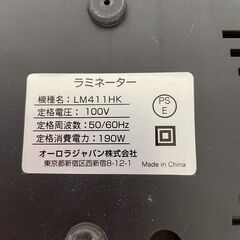 ラミネーター
機種名：LM411HK
定格電圧：100V
定格周波数：50/60Hz
定格消費電力：190W
PS
E
オーロラジャパン株式会社
東京都新宿区西新宿8-12-1
Made in China